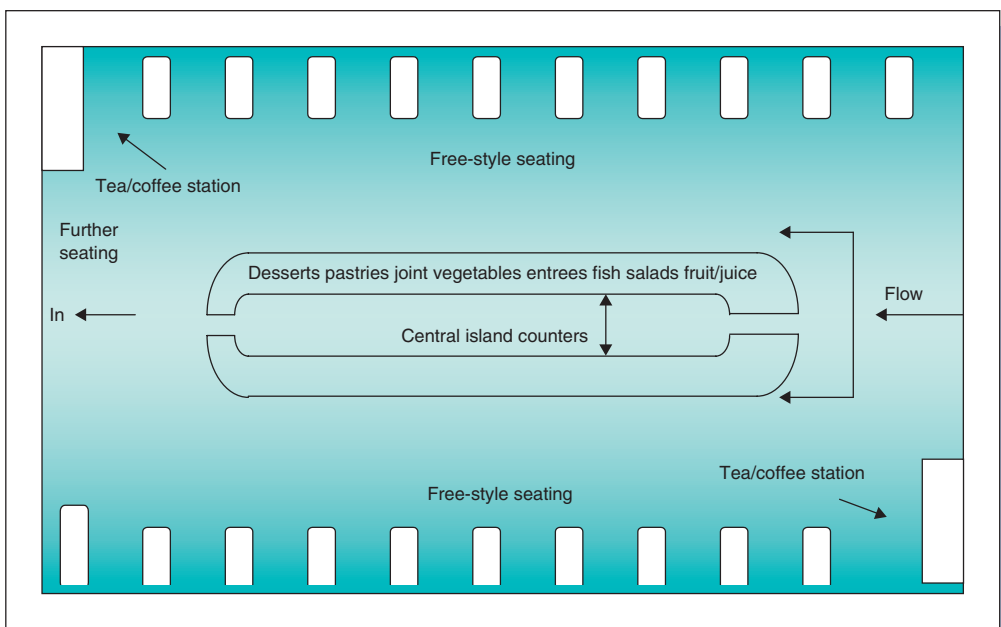 Free-style seating
Tea/coffee station
Further
seating
Desserts pastries joint vegetables entrees fish salads fruit/juice
In
Flow
Central island counters
Tea/coffee station
Free-style seating